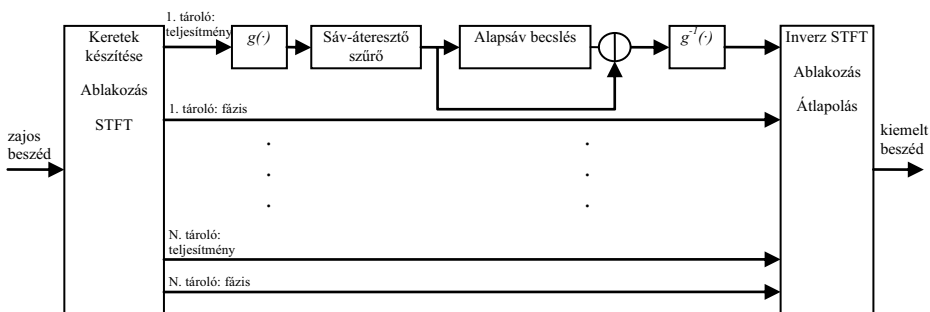 1. tároló:
teljesítmény
Keretek
készítése
Ablakozás
STFT
g(·)
Sáv-áteresztő
szűrő
Alapsáv becslés
g⁻¹(·)
Inverz STFT
Ablakozás
Átlapolás
1. tároló: fázis
zajos
beszéd
kiemelt
beszéd
N. tároló:
teljesítmény
N. tároló: fázis